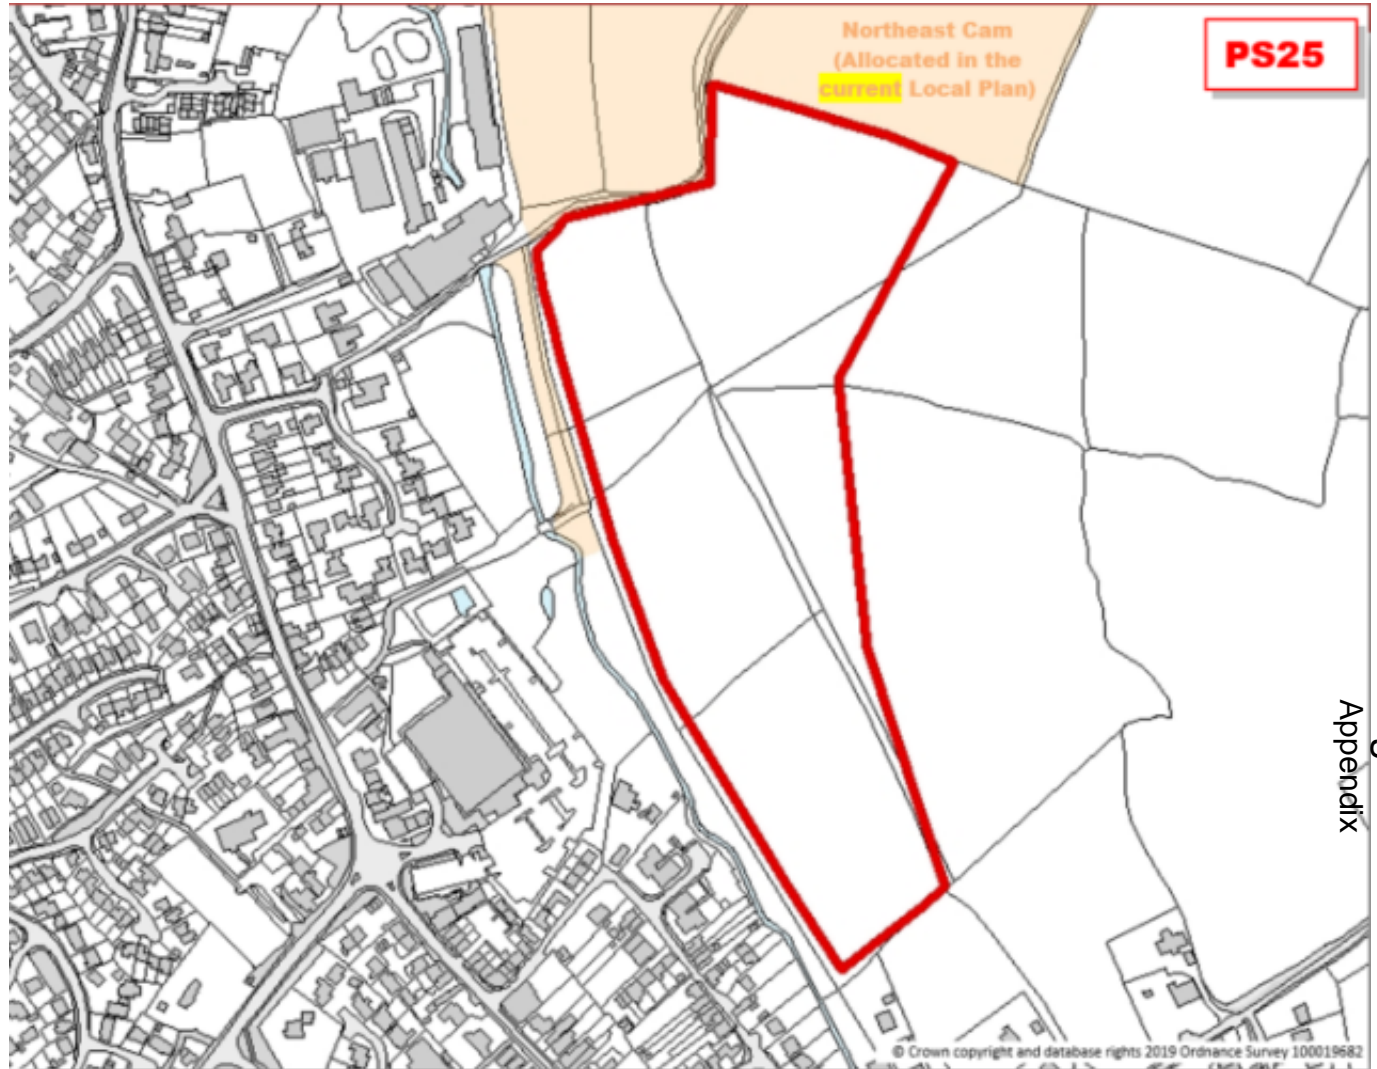 Northeast Cam
(Allocated in the
current Local Plan)
PS25
Appendix
© Crown copyright and database rights 2019 Ordnance Survey 100019682